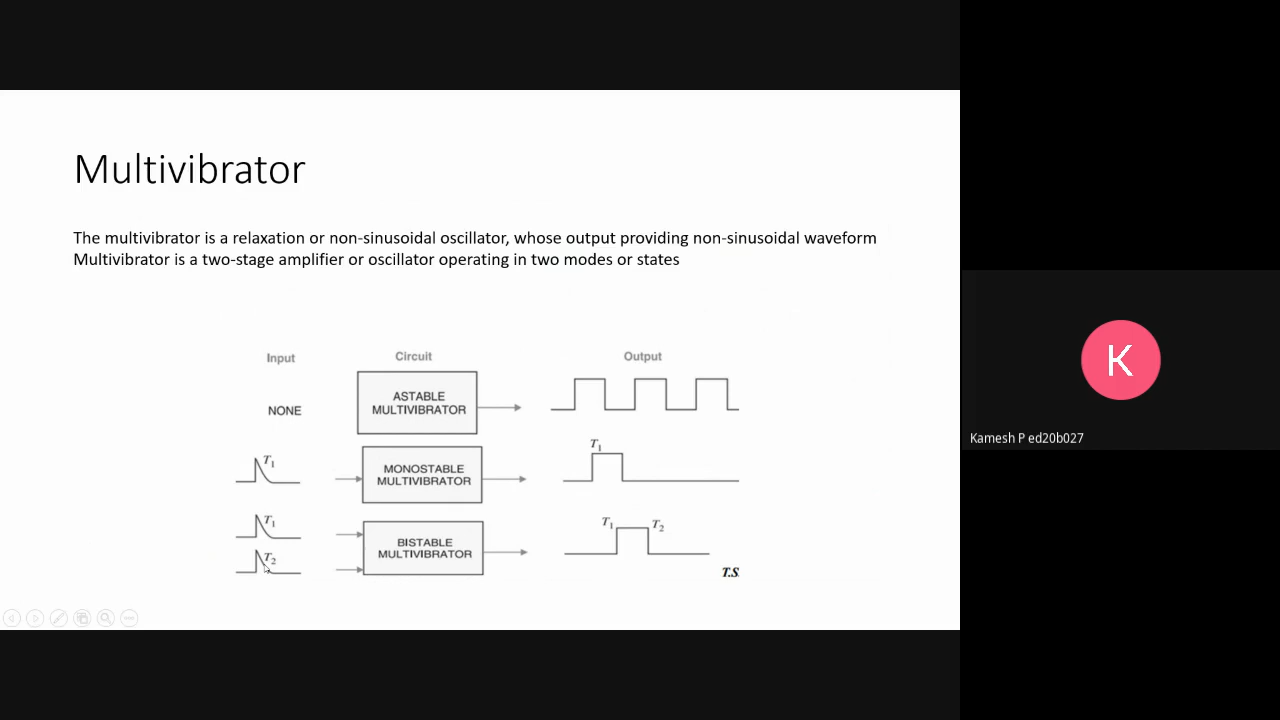 Multivibrator
The multivibrator is a relaxation or non-sinusoidal oscillator, whose output providing non-sinusoidal waveform
Multivibrator is a two-stage amplifier or oscillator operating in two modes or states
Input Circuit Output
NONE
ASTABLE
MULTIVIBRATOR
T1
MONOSTABLE
MULTIVIBRATOR
T1
T1
T2
BISTABLE
MULTIVIBRATOR
T1 T2
T.S.
K
Kamesh P ed20b027